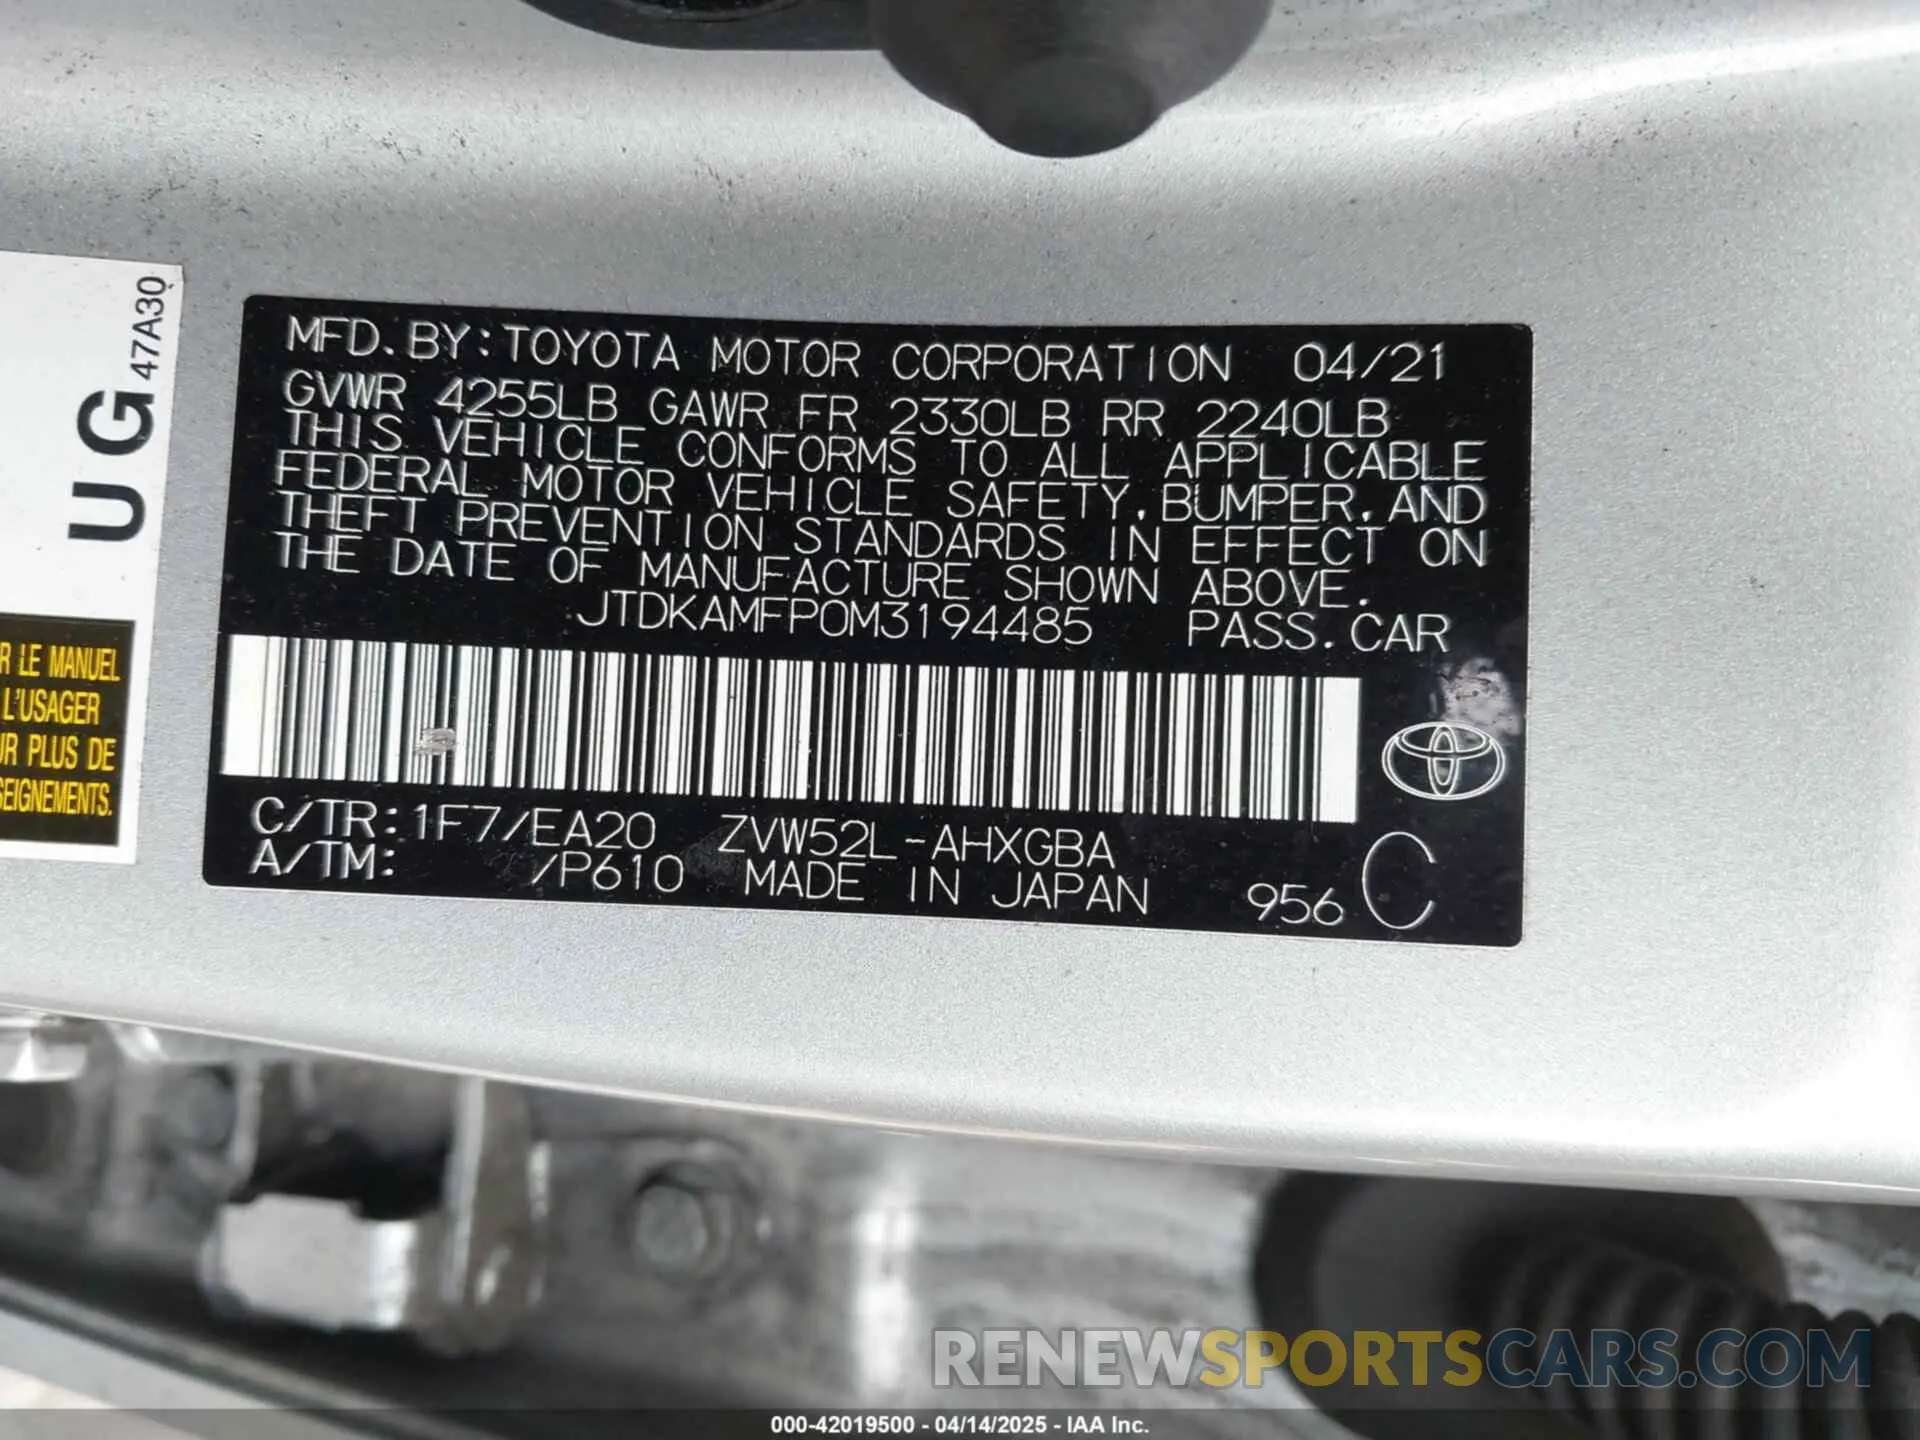 47A30
UG
R LE MANUEL
L'USAGER
UR PLUS DE
SEIGNEMENTS.
MFD. BY: TOYOTA MOTOR CORPORATION 04/21
GVWR 4255LB GAWR FR 2330LB RR 2240LB
THIS VEHICLE CONFORMS TO ALL APPLICABLE
FEDERAL MOTOR VEHICLE SAFETY, BUMPER, AND
THEFT PREVENTION STANDARDS IN EFFECT ON
THE DATE OF MANUFACTURE SHOWN ABOVE.
JTDKAMFP0M3194485 PASS. CAR
C/TR: 1F7/EA20 ZVW52L-AHXGBA
A/TM: /P610 MADE IN JAPAN 956 C
RENEWSPORTSCARS.COM
000-42019500 - 04/14/2025 - IAA Inc.